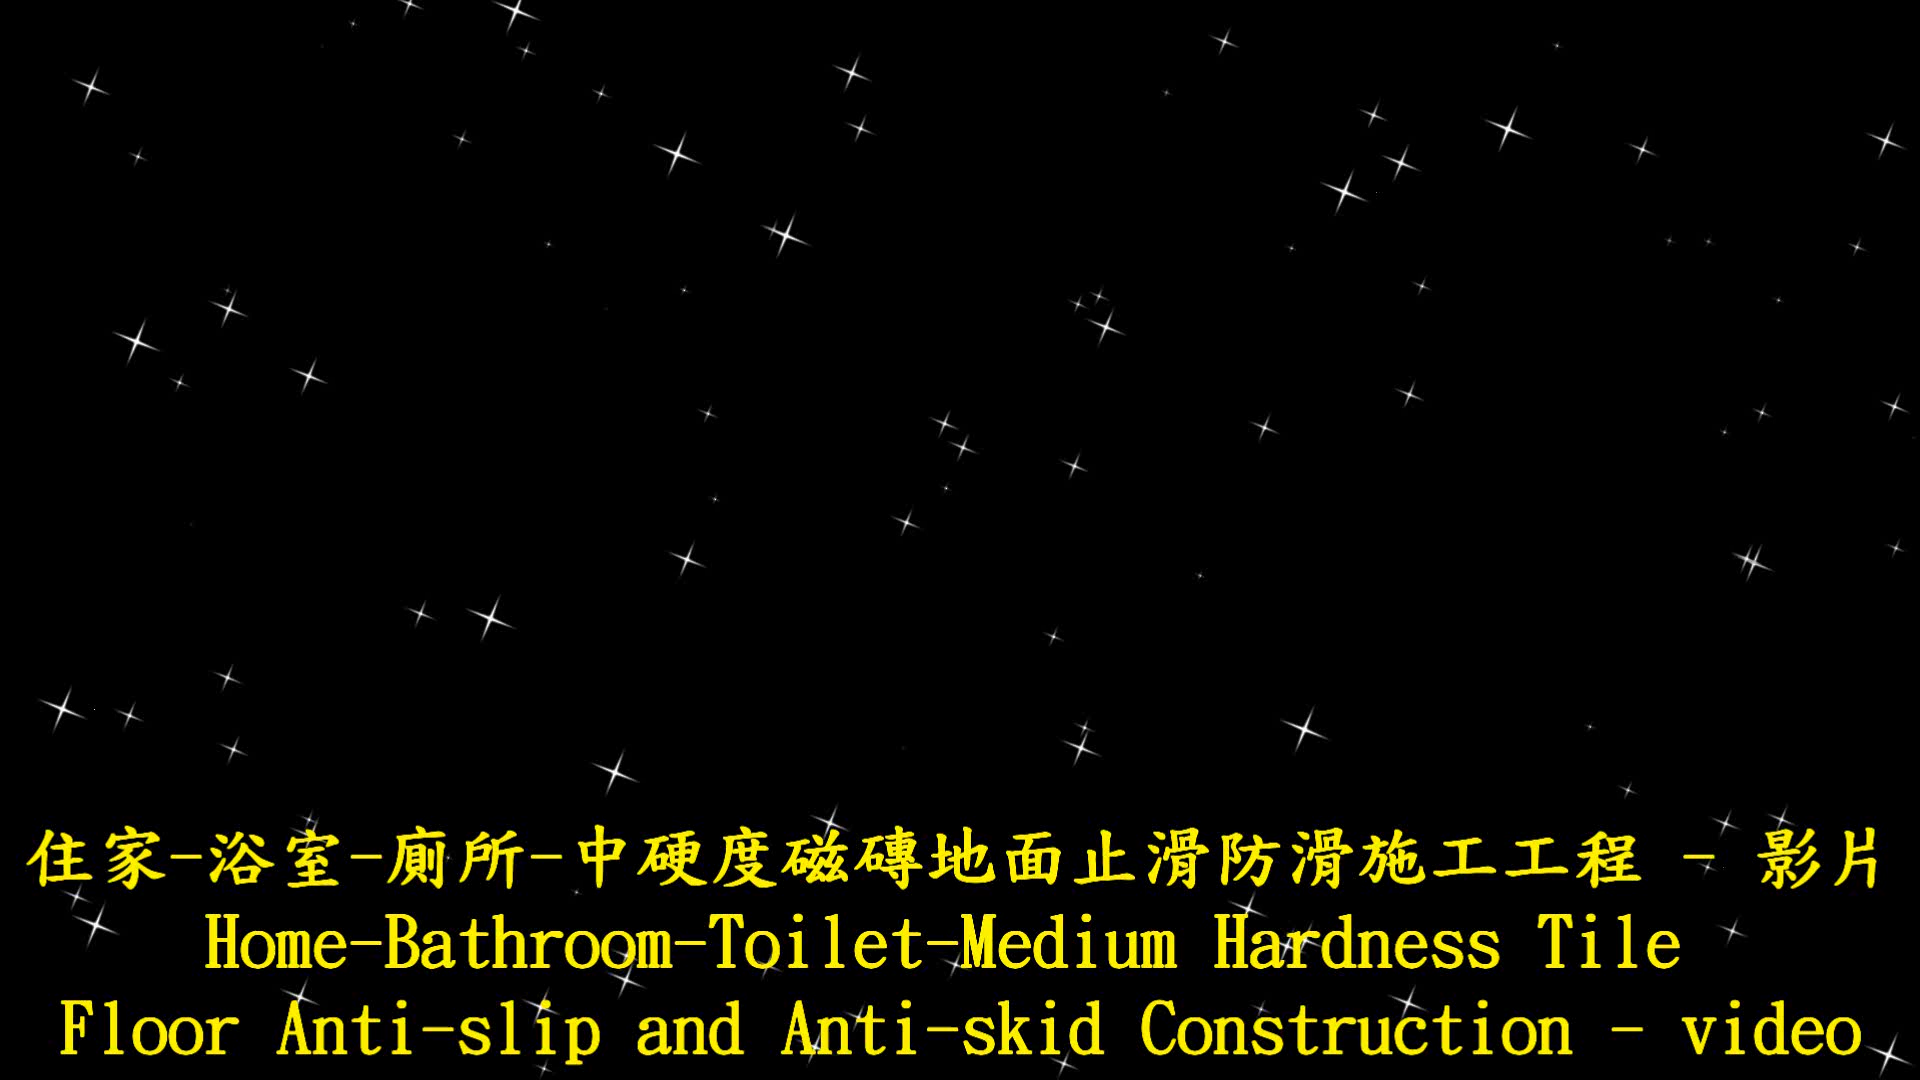 住家-浴室-廁所-中硬度磁磚地面止滑防滑施工工程 - 影片
Home-Bathroom-Toilet-Medium Hardness Tile
Floor Anti-slip and Anti-skid Construction - video